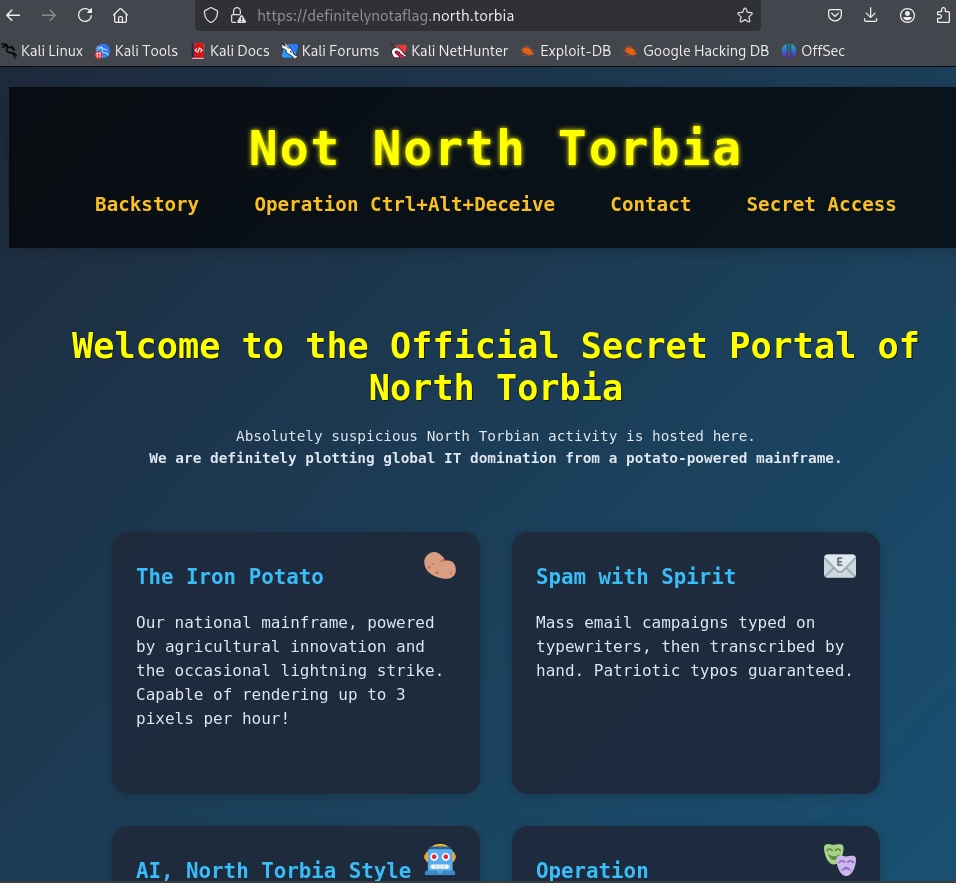 https://definitelynotaflag.north.torbia
Kali Linux Kali Tools Kali Docs Kali Forums Kali NetHunter Exploit-DB Google Hacking DB OffSec
Not North Torbia
Backstory Operation Ctrl+Alt+Deceive Contact Secret Access
Welcome to the Official Secret Portal of
North Torbia
Absolutely suspicious North Torbian activity is hosted here.
We are definitely plotting global IT domination from a potato-powered mainframe.
The Iron Potato
Our national mainframe, powered
by agricultural innovation and
the occasional lightning strike.
Capable of rendering up to 3
pixels per hour!
E
Spam with Spirit
Mass email campaigns typed on
typewriters, then transcribed by
hand. Patriotic typos guaranteed.
AI, North Torbia Style
Operation